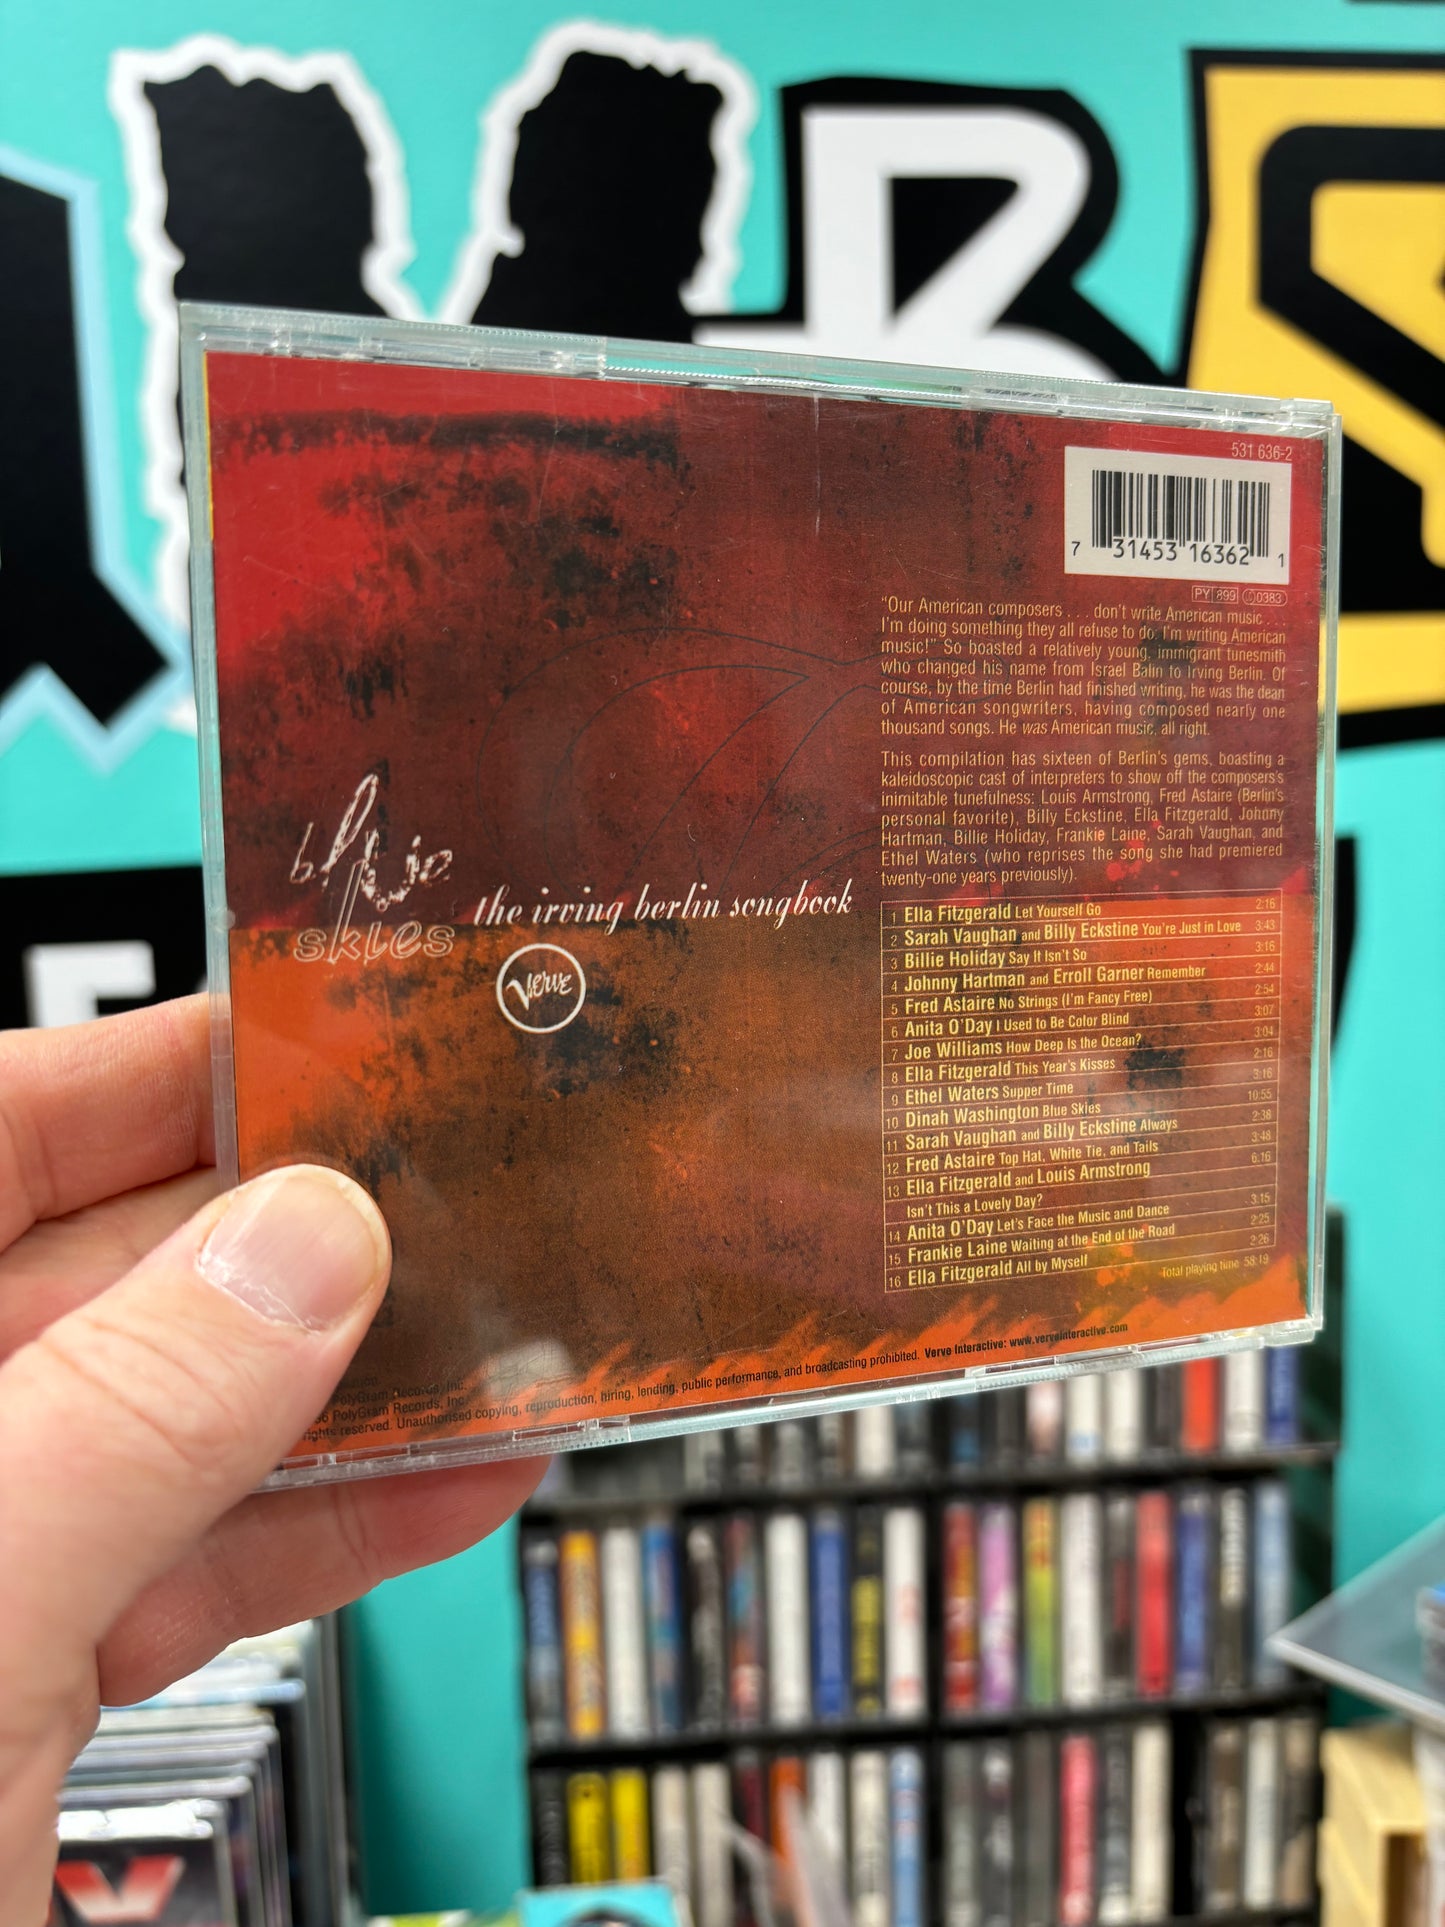 531 636-2
7 31453 16362 1
PY 899 0383
"Our American composers . . . don't write American music . . .
I'm doing something they all refuse to do: I'm writing American
music!" So boasted a relatively young, immigrant tunesmith
who changed his name from Israel Balin to Irving Berlin. Of
course, by the time Berlin had finished writing, he was the dean
of American songwriters, having composed nearly one
thousand songs. He was American music, all right.
This compilation has sixteen of Berlin's gems, boasting a
kaleidoscopic cast of interpreters to show off the composers's
inimitable tunefulness: Louis Armstrong, Fred Astaire (Berlin's
personal favorite), Billy Eckstine, Ella Fitzgerald, Johnny
Hartman, Billie Holiday, Frankie Laine, Sarah Vaughan, and
Ethel Waters (who reprises the song she had premiered
twenty-one years previously).
blue
skies
the irving berlin songbook
Verve
1 Ella Fitzgerald Let Yourself Go 2:16
2 Sarah Vaughan and Billy Eckstine You're Just in Love 3:43
3 Billie Holiday Say It Isn't So 3:16
4 Johnny Hartman and Erroll Garner Remember 2:44
5 Fred Astaire No Strings (I'm Fancy Free) 2:54
6 Anita O'Day I Used to Be Color Blind 3:07
7 Joe Williams How Deep Is the Ocean? 3:04
8 Ella Fitzgerald This Year's Kisses 2:16
9 Ethel Waters Supper Time 3:16
10 Dinah Washington Blue Skies 10:55
11 Sarah Vaughan and Billy Eckstine Always 2:38
12 Fred Astaire Top Hat, White Tie, and Tails 3:48
13 Ella Fitzgerald and Louis Armstrong 6:16
Isn't This a Lovely Day?
14 Anita O'Day Let's Face the Music and Dance 3:15
15 Frankie Laine Waiting at the End of the Road 2:25
16 Ella Fitzgerald All by Myself 2:26
Total playing time 58:19
PolyGram Records, Inc.
PolyGram Records, Inc.
rights reserved. Unauthorised copying, reproduction, hiring, lending, public performance, and broadcasting prohibited. Verve Interactive: www.verveinteractive.com